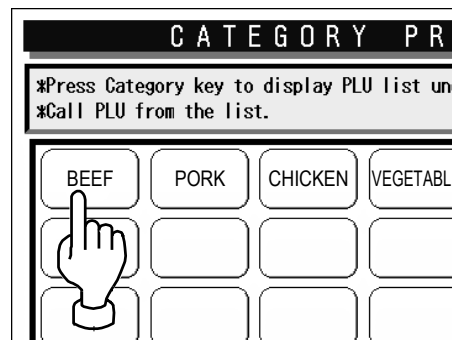 CATEGORY PR
*Press Category key to display PLU list un
*Call PLU from the list.
BEEF PORK CHICKEN VEGETABL